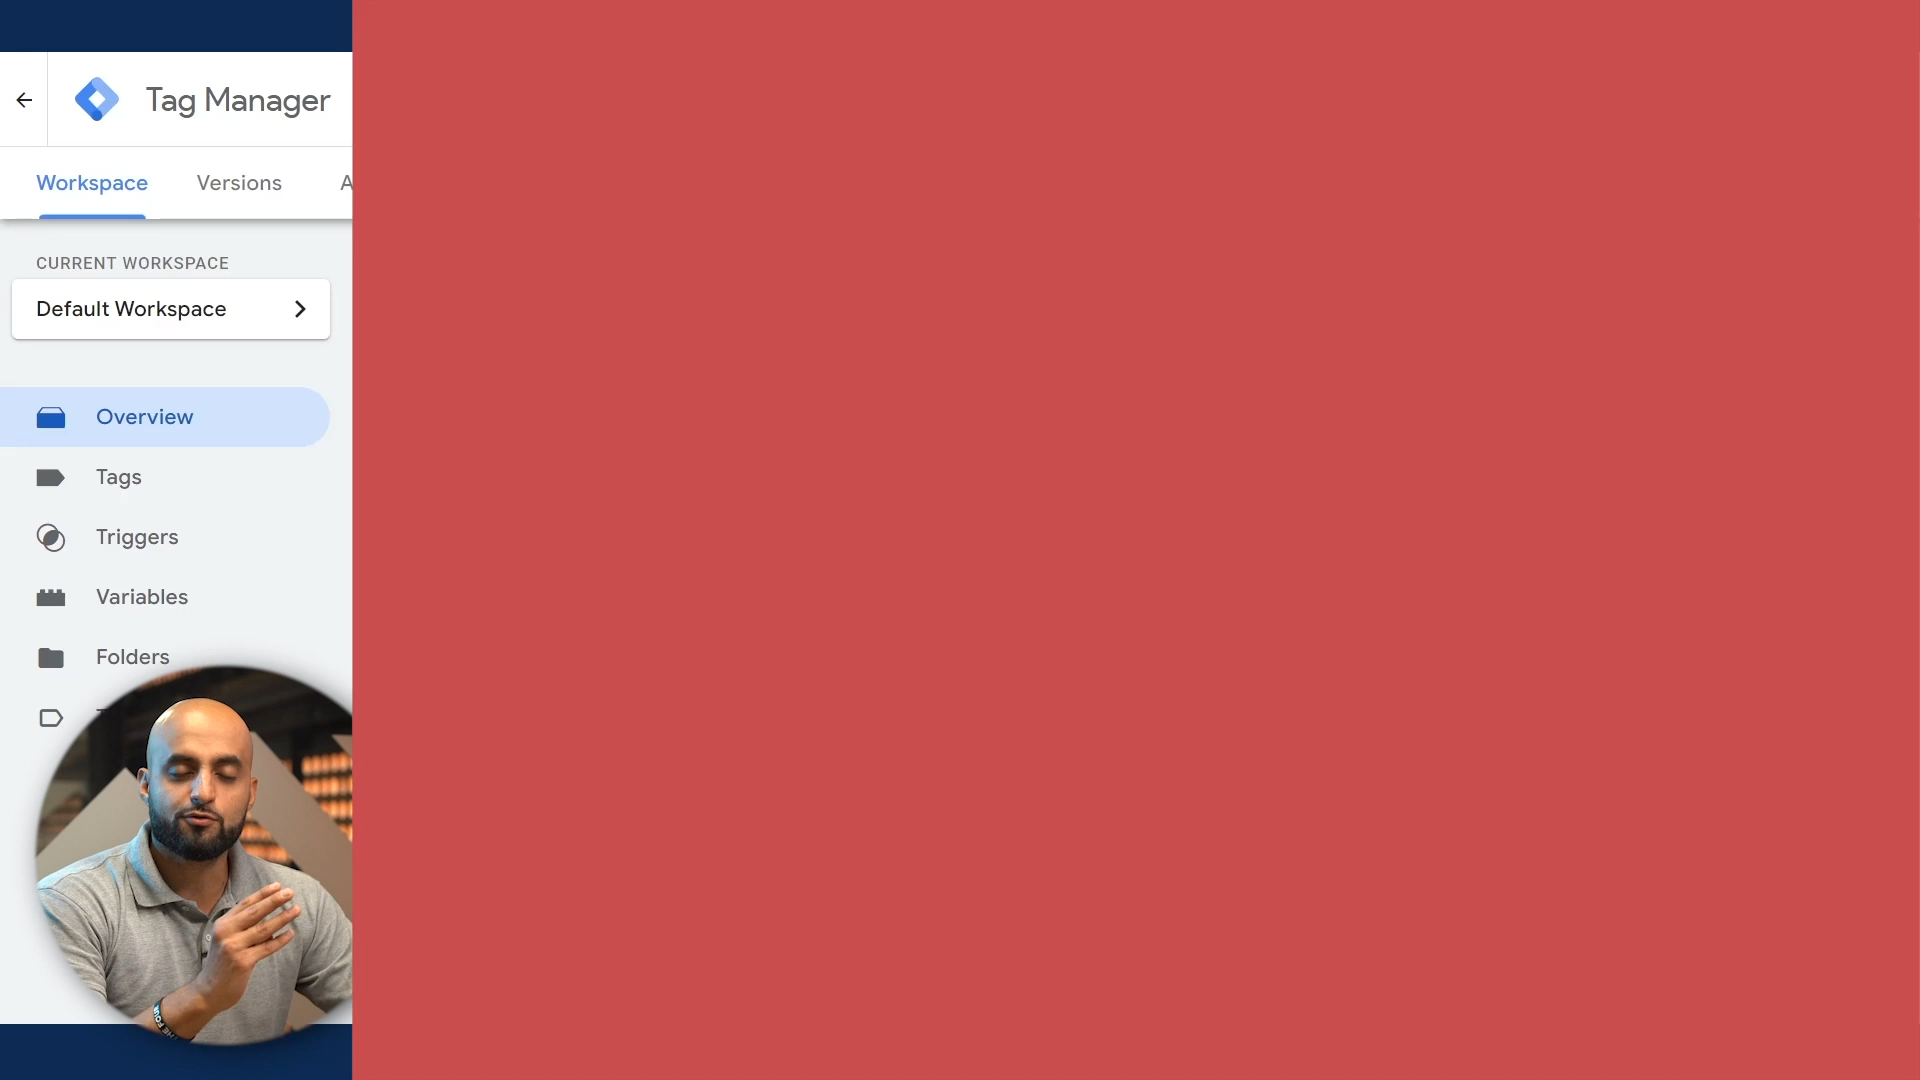 Tag Manager
Workspace Versions A
CURRENT WORKSPACE
Default Workspace
Overview
Tags
Triggers
Variables
Folders